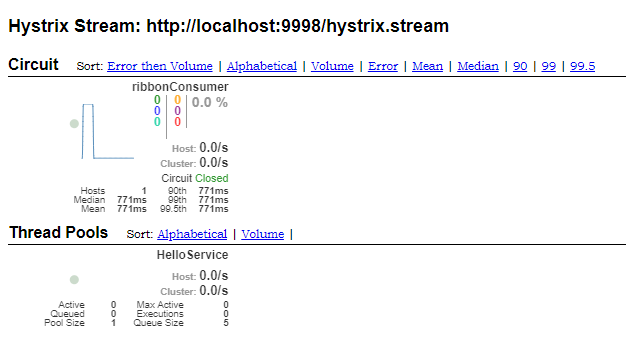 Hystrix Stream: http://localhost:9998/hystrix.stream
Circuit Sort: Error then Volume | Alphabetical | Volume | Error | Mean | Median | 90 | 99 | 99.5
ribbonConsumer
0 0 0.0 %
0 0
0 0
Host: 0.0/s
Cluster: 0.0/s
Circuit Closed
Hosts 1 90th 771ms
Median 771ms 99th 771ms
Mean 771ms 99.5th 771ms
Thread Pools Sort: Alphabetical | Volume |
HelloService
Host: 0.0/s
Cluster: 0.0/s
Active 0 Max Active 0
Queued 0 Executions 0
Pool Size 1 Queue Size 5